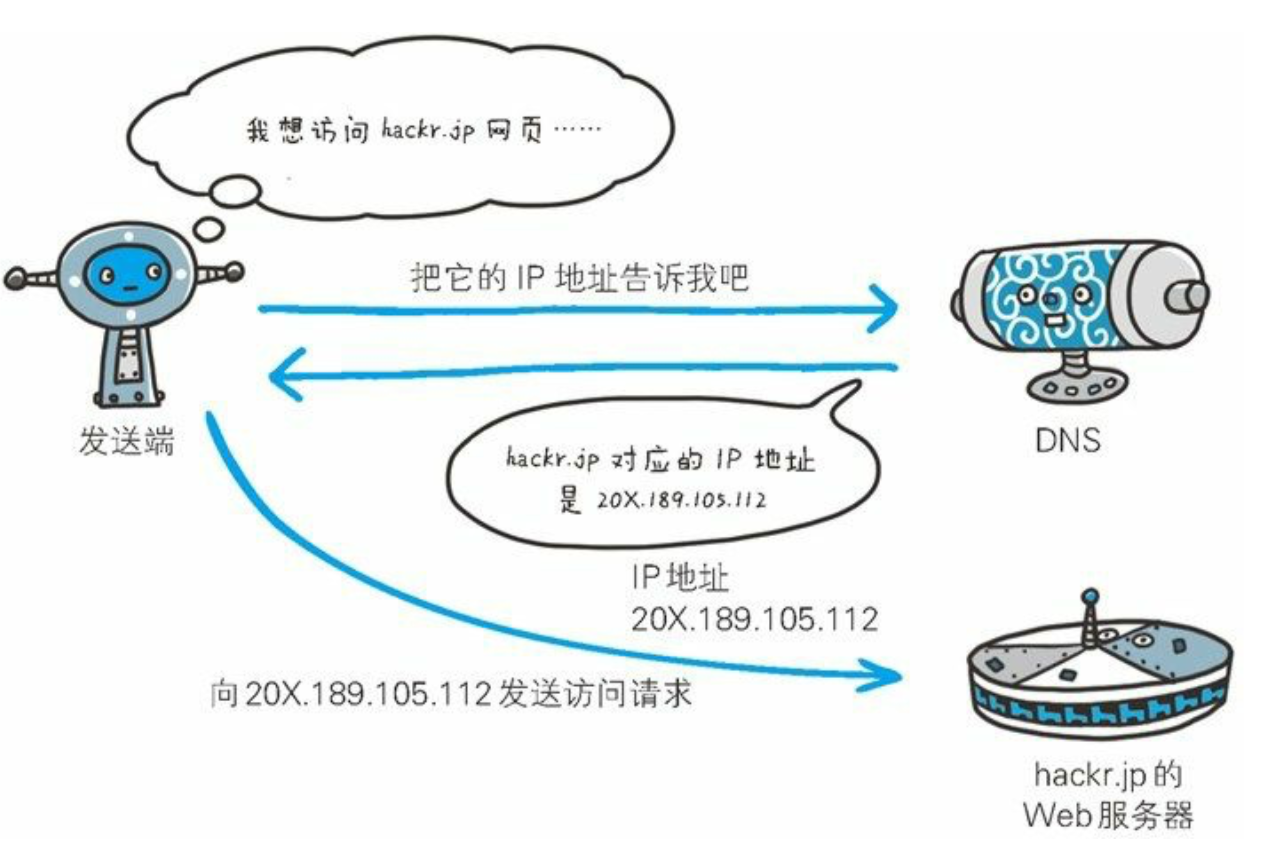 我想访问 hackr.jp 网页……
把它的 IP 地址告诉我吧
发送端
DNS
hackr.jp 对应的 IP 地址
是 20X.189.105.112
IP 地址
20X.189.105.112
向 20X.189.105.112 发送访问请求
hackr.jp 的
Web 服务器